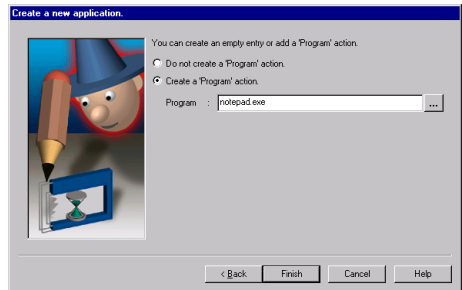 Create a new application.
You can create an empty entry or add a 'Program' action.
Do not create a 'Program' action.
Create a 'Program' action.
Program : notepad.exe ...
< Back Finish Cancel Help